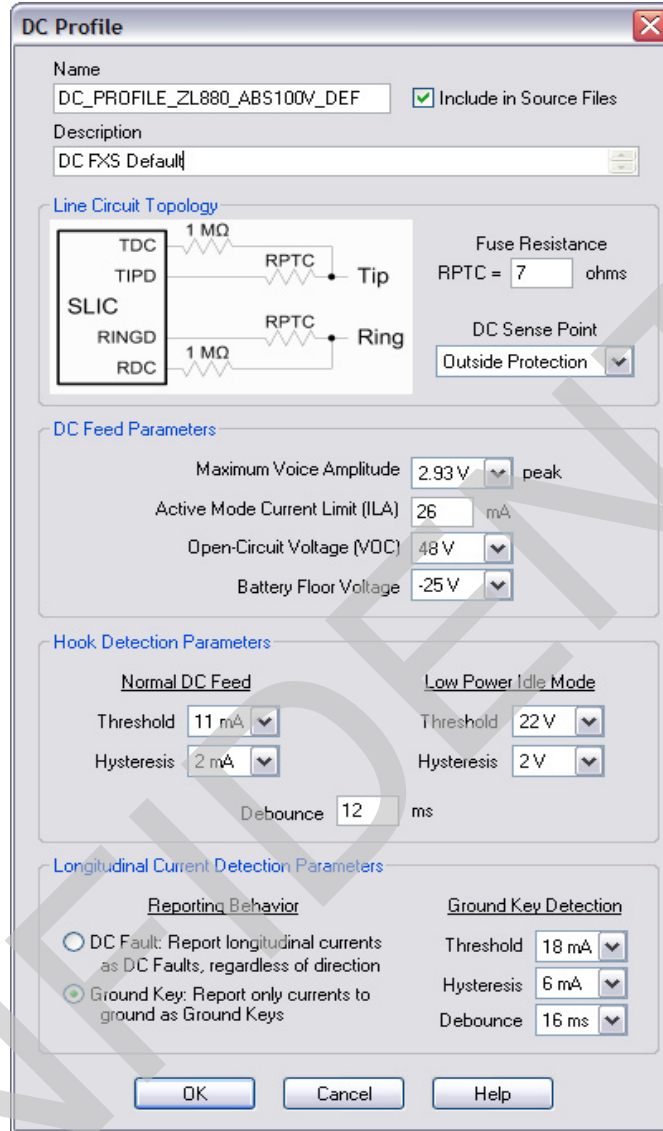 DC Profile
Name
DC_PROFILE_ZL880_ABS100V_DEF
Include in Source Files
Description
DC FXS Default
Line Circuit Topology
TDC
1 MΩ
TIPD
RPTC
Tip
SLIC
RINGD
RPTC
Ring
RDC
1 MΩ
Fuse Resistance
RPTC = 7 ohms
DC Sense Point
Outside Protection
DC Feed Parameters
Maximum Voice Amplitude 2.93 V peak
Active Mode Current Limit (ILA) 26 mA
Open-Circuit Voltage (VOC) 48 V
Battery Floor Voltage -25 V
Hook Detection Parameters
Normal DC Feed
Threshold 11 mA
Hysteresis 2 mA
Low Power Idle Mode
Threshold 22 V
Hysteresis 2 V
Debounce 12 ms
Longitudinal Current Detection Parameters
Reporting Behavior
DC Fault: Report longitudinal currents
as DC Faults, regardless of direction
Ground Key: Report only currents to
ground as Ground Keys
Ground Key Detection
Threshold 18 mA
Hysteresis 6 mA
Debounce 16 ms
OK
Cancel
Help